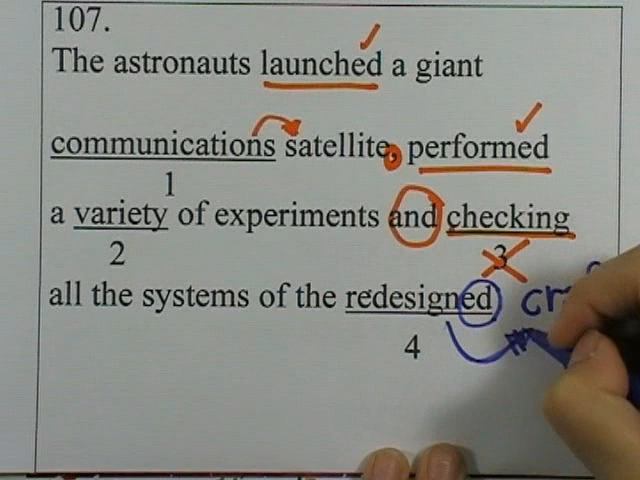 107.
The astronauts launched a giant
communications satellite, performed
1
a variety of experiments and checking
2 3
all the systems of the redesigned
4